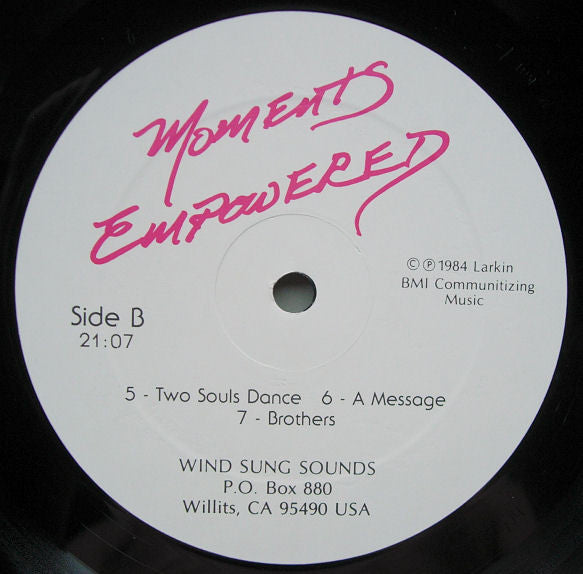 Moments
Empowered
Side B
21:07
© ℗ 1984 Larkin
BMI Communitizing
Music
5 - Two Souls Dance 6 - A Message
7 - Brothers
WIND SUNG SOUNDS
P.O. Box 880
Willits, CA 95490 USA